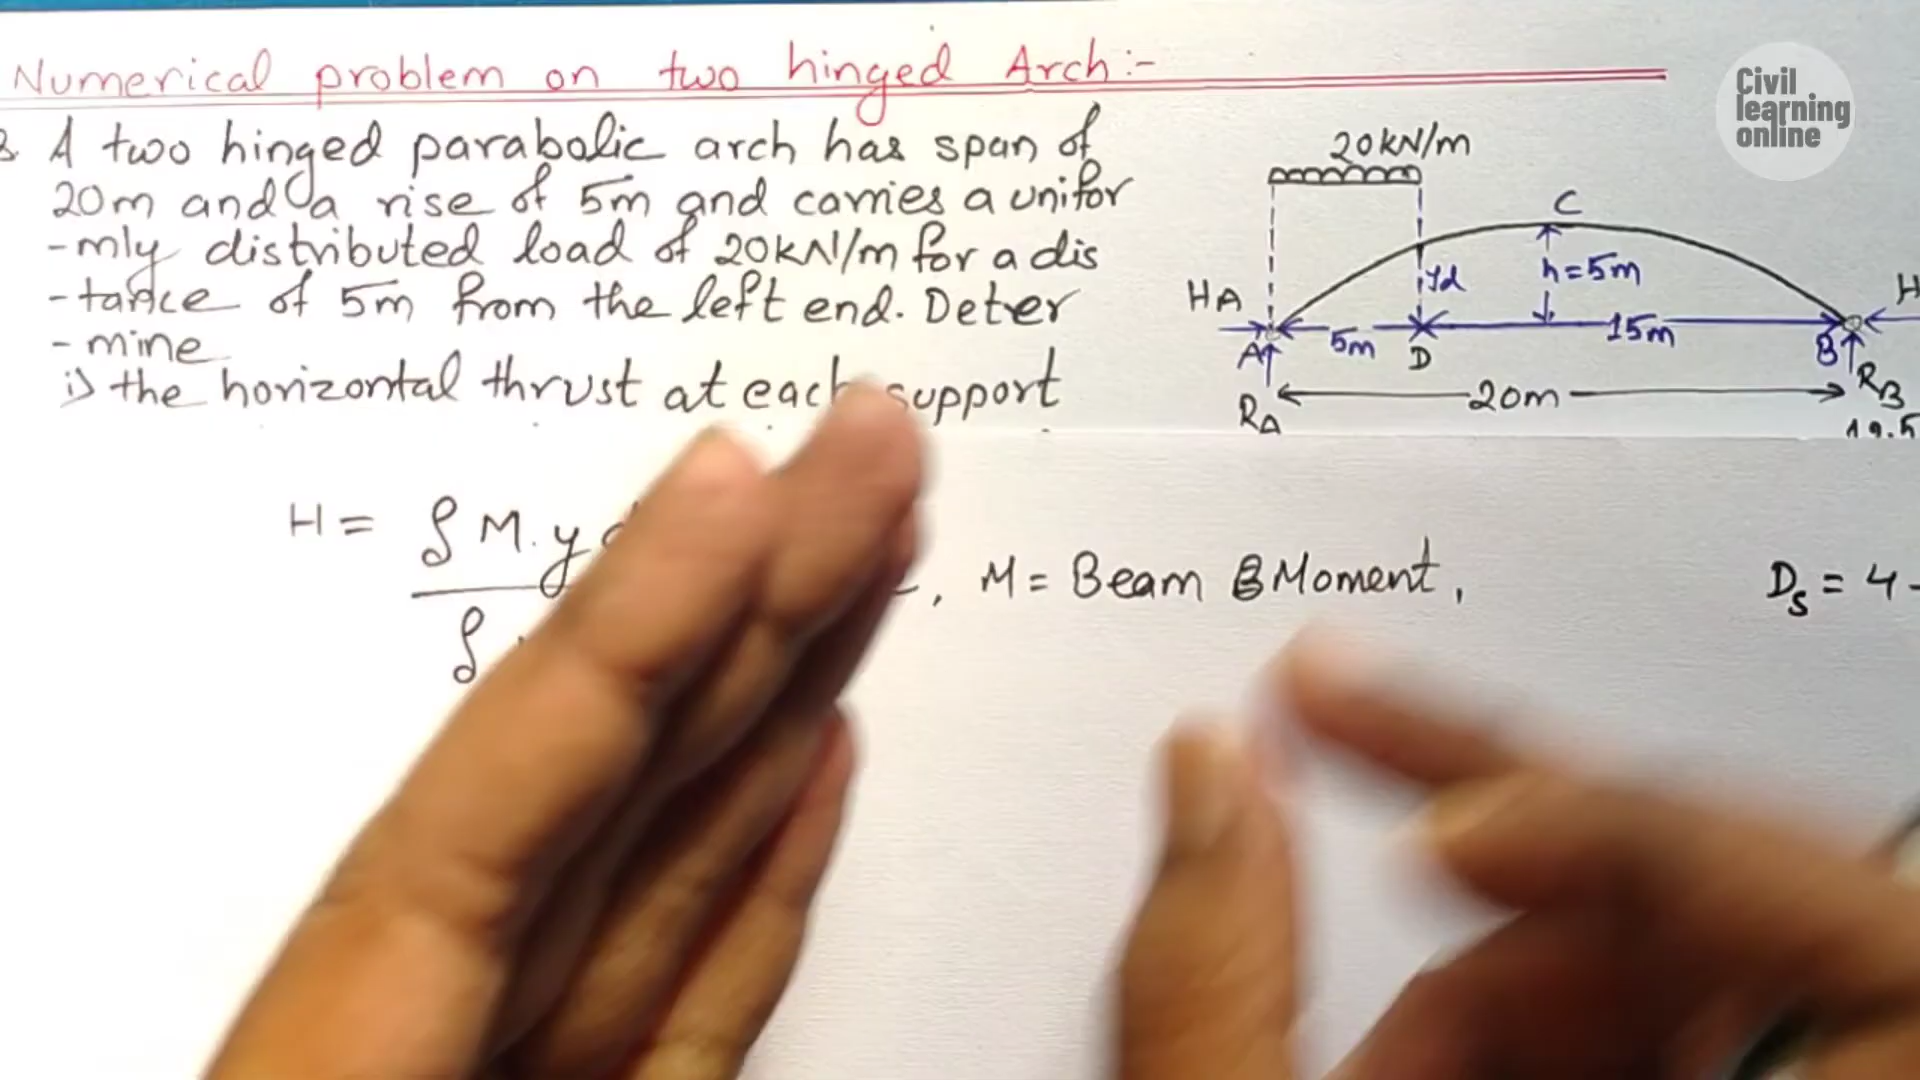 Numerical problem on two hinged Arch:-
A two hinged parabolic arch has span of
20m and a rise of 5m and carries a unifor
-mly distributed load of 20kN/m for a dis
-tance of 5m from the left end. Deter
-mine
i) the horizontal thrust at each support
Civil
learning
online
20kN/m
C
yd
h=5m
HA
H
A
5m
D
15m
B
RA
20m
RB
19.5
H = ∫ M.y
∫
, M = Beam BMoment,
Ds = 4 -